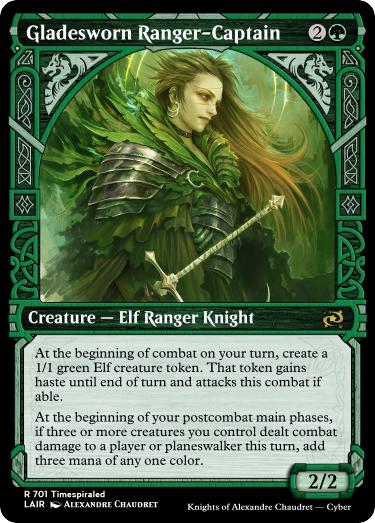 Gladesworn Ranger-Captain 2
Creature — Elf Ranger Knight
At the beginning of combat on your turn, create a
1/1 green Elf creature token. That token gains
haste until end of turn and attacks this combat if
able.
At the beginning of your postcombat main phases,
if three or more creatures you control dealt combat
damage to a player or planeswalker this turn, add
three mana of any one color.
2/2
R 701 Timespiraled
LAIR Alexandre Chaudret
Knights of Alexandre Chaudret — Cyber